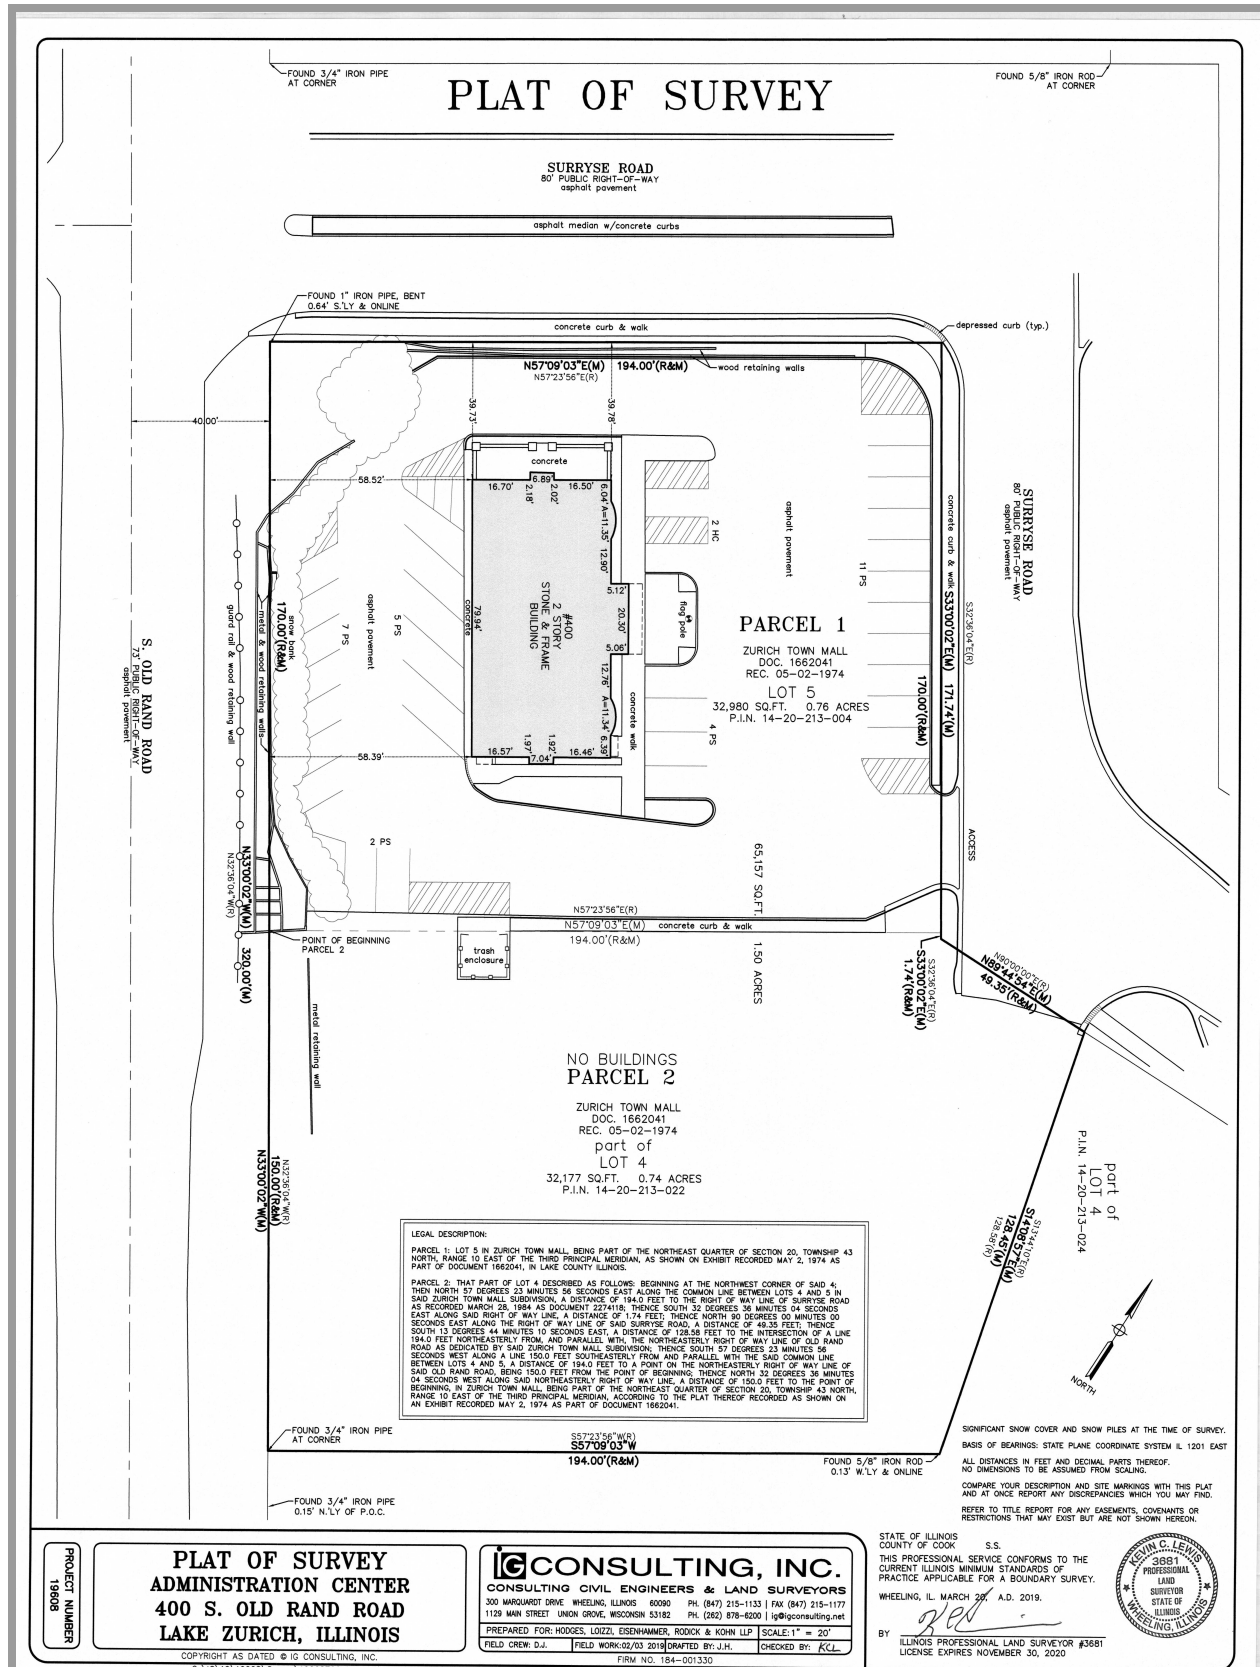 FOUND 3/4" IRON PIPE
AT CORNER
FOUND 5/8" IRON ROD
AT CORNER
PLAT OF SURVEY
SURRYSE ROAD
80' PUBLIC RIGHT-OF-WAY
asphalt pavement
asphalt median w/concrete curbs
FOUND 1" IRON PIPE, BENT
0.64' S.'LY & ONLINE
concrete curb & walk
depressed curb (typ.)
N57°09'03"E(M) 194.00'(R&M)
N57°23'56"E(R)
wood retaining walls
39.73'
39.78'
40.00'
concrete
58.52'
16.70'
6.89'
2.18'
2.02'
16.50'
6.04'
A=11.35'
12.90'
5.12'
20.30'
5.06'
12.76'
A=11.34'
6.39'
79.94'
concrete
#400
2 STORY
STONE & FRAME
BUILDING
16.57'
1.97'
7.04'
1.92'
16.46'
58.39'
2 HC
flag pole
concrete walk
4 PS
asphalt pavement
11 PS
5 PS
asphalt pavement
7 PS
2 PS
snow bank
170.00'(R&M)
metal & wood retaining walls
guard rail & wood retaining wall
S. OLD RAND ROAD
73' PUBLIC RIGHT-OF-WAY
asphalt pavement
PARCEL 1
ZURICH TOWN MALL
DOC. 1662041
REC. 05-02-1974
LOT 5
32,980 SQ.FT. 0.76 ACRES
P.I.N. 14-20-213-004
170.00'(R&M)
concrete curb & walk
S33°00'02"E(M) 171.74'(M)
S32°36'04"E(R)
SURRYSE ROAD
80' PUBLIC RIGHT-OF-WAY
asphalt pavement
ACCESS
65,157 SQ.FT. 1.50 ACRES
N33°00'02"W(M) 320.00'(M)
N32°36'04"W(R)
N57°23'56"E(R)
N57°09'03"E(M)
concrete curb & walk
194.00'(R&M)
POINT OF BEGINNING
PARCEL 2
trash
enclosure
S32°36'04"E(R)
S33°00'02"E(M)
1.74'(R&M)
N90°00'00"E(R)
N89°44'54"E(M)
49.35'(R&M)
metal retaining wall
NO BUILDINGS
PARCEL 2
ZURICH TOWN MALL
DOC. 1662041
REC. 05-02-1974
part of
LOT 4
32,177 SQ.FT. 0.74 ACRES
P.I.N. 14-20-213-022
part of
LOT 4
P.I.N. 14-20-213-024
N32°36'04"W(R)
150.00'(R&M)
N33°00'02"W(M)
S13°44'10"E(R)
S14°08'57"E(M)
128.45'(M)
128.58'(R)
LEGAL DESCRIPTION:
PARCEL 1: LOT 5 IN ZURICH TOWN MALL, BEING PART OF THE NORTHEAST QUARTER OF SECTION 20, TOWNSHIP 43
NORTH, RANGE 10 EAST OF THE THIRD PRINCIPAL MERIDIAN, AS SHOWN ON EXHIBIT RECORDED MAY 2, 1974 AS
PART OF DOCUMENT 1662041, IN LAKE COUNTY ILLINOIS.
PARCEL 2: THAT PART OF LOT 4 DESCRIBED AS FOLLOWS: BEGINNING AT THE NORTHWEST CORNER OF SAID 4;
THEN NORTH 57 DEGREES 23 MINUTES 56 SECONDS EAST ALONG THE COMMON LINE BETWEEN LOTS 4 AND 5 IN
SAID ZURICH TOWN MALL SUBDIVISION, A DISTANCE OF 194.0 FEET TO THE RIGHT OF WAY LINE OF SURRYSE ROAD
AS RECORDED MARCH 28, 1984 AS DOCUMENT 2274118; THENCE SOUTH 32 DEGREES 36 MINUTES 04 SECONDS
EAST ALONG SAID RIGHT OF WAY LINE, A DISTANCE OF 1.74 FEET; THENCE NORTH 90 DEGREES 00 MINUTES 00
SECONDS EAST ALONG THE RIGHT OF WAY LINE OF SAID SURRYSE ROAD, A DISTANCE OF 49.35 FEET; THENCE
SOUTH 13 DEGREES 44 MINUTES 10 SECONDS EAST, A DISTANCE OF 128.58 FEET TO THE INTERSECTION OF A LINE
194.0 FEET NORTHEASTERLY FROM, AND PARALLEL WITH, THE NORTHEASTERLY RIGHT OF WAY LINE OF OLD RAND
ROAD AS DEDICATED BY SAID ZURICH TOWN MALL SUBDIVISION; THENCE SOUTH 57 DEGREES 23 MINUTES 56
SECONDS WEST ALONG A LINE 150.0 FEET SOUTHEASTERLY FROM AND PARALLEL WITH THE SAID COMMON LINE
BETWEEN LOTS 4 AND 5, A DISTANCE OF 194.0 FEET TO A POINT ON THE NORTHEASTERLY RIGHT OF WAY LINE OF
SAID OLD RAND ROAD, BEING 150.0 FEET FROM THE POINT OF BEGINNING; THENCE NORTH 32 DEGREES 36 MINUTES
04 SECONDS WEST ALONG SAID NORTHEASTERLY RIGHT OF WAY LINE, A DISTANCE OF 150.0 FEET TO THE POINT OF
BEGINNING, IN ZURICH TOWN MALL, BEING PART OF THE NORTHEAST QUARTER OF SECTION 20, TOWNSHIP 43 NORTH,
RANGE 10 EAST OF THE THIRD PRINCIPAL MERIDIAN, ACCORDING TO THE PLAT THEREOF RECORDED AS SHOWN ON
AN EXHIBIT RECORDED MAY 2, 1974 AS PART OF DOCUMENT 1662041.
NORTH
FOUND 3/4" IRON PIPE
AT CORNER
S57°23'56"W(R)
S57°09'03"W
194.00'(R&M)
FOUND 5/8" IRON ROD
0.13' W.'LY & ONLINE
FOUND 3/4" IRON PIPE
0.15' N.'LY OF P.O.C.
SIGNIFICANT SNOW COVER AND SNOW PILES AT THE TIME OF SURVEY.
BASIS OF BEARINGS: STATE PLANE COORDINATE SYSTEM IL 1201 EAST
ALL DISTANCES IN FEET AND DECIMAL PARTS THEREOF.
NO DIMENSIONS TO BE ASSUMED FROM SCALING.
COMPARE YOUR DESCRIPTION AND SITE MARKINGS WITH THIS PLAT
AND AT ONCE REPORT ANY DISCREPANCIES WHICH YOU MAY FIND.
REFER TO TITLE REPORT FOR ANY EASEMENTS, COVENANTS OR
RESTRICTIONS THAT MAY EXIST BUT ARE NOT SHOWN HEREON.
PROJECT NUMBER
19608
PLAT OF SURVEY
ADMINISTRATION CENTER
400 S. OLD RAND ROAD
LAKE ZURICH, ILLINOIS
COPYRIGHT AS DATED © IG CONSULTING, INC.
IG CONSULTING, INC.
CONSULTING CIVIL ENGINEERS & LAND SURVEYORS
300 MARQUARDT DRIVE WHEELING, ILLINOIS 60090 PH. (847) 215-1133 | FAX (847) 215-1177
1129 MAIN STREET UNION GROVE, WISCONSIN 53182 PH. (262) 878-6200 | ig@igconsulting.net
PREPARED FOR: HODGES, LOIZZI, EISENHAMMER, RODICK & KOHN LLP SCALE: 1" = 20'
FIELD CREW: D.J. FIELD WORK: 02/03 2019 DRAFTED BY: J.H. CHECKED BY: KCL
FIRM NO. 184-001330
STATE OF ILLINOIS
COUNTY OF COOK S.S.
THIS PROFESSIONAL SERVICE CONFORMS TO THE
CURRENT ILLINOIS MINIMUM STANDARDS OF
PRACTICE APPLICABLE FOR A BOUNDARY SURVEY.
WHEELING, IL. MARCH A.D. 2019.
BY
ILLINOIS PROFESSIONAL LAND SURVEYOR #3681
LICENSE EXPIRES NOVEMBER 30, 2020
KEVIN C. LEWIS
3681
PROFESSIONAL
LAND
SURVEYOR
STATE OF
ILLINOIS
WHEELING, ILLINOIS